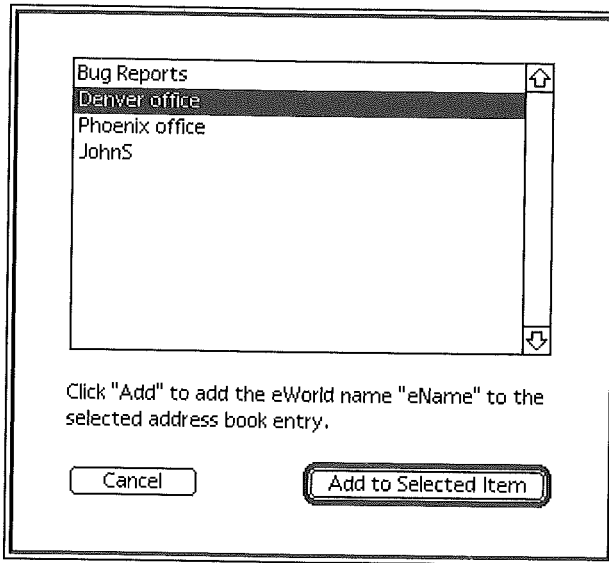 Bug Reports
Denver office
Phoenix office
JohnS
Click "Add" to add the eWorld name "eName" to the
selected address book entry.
Cancel
Add to Selected Item